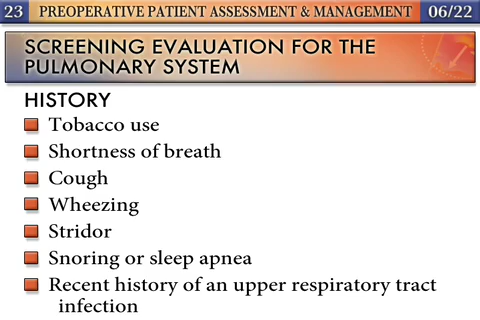 23 PREOPERATIVE PATIENT ASSESSMENT & MANAGEMENT 06/22
SCREENING EVALUATION FOR THE
PULMONARY SYSTEM
HISTORY
Tobacco use
Shortness of breath
Cough
Wheezing
Stridor
Snoring or sleep apnea
Recent history of an upper respiratory tract
infection